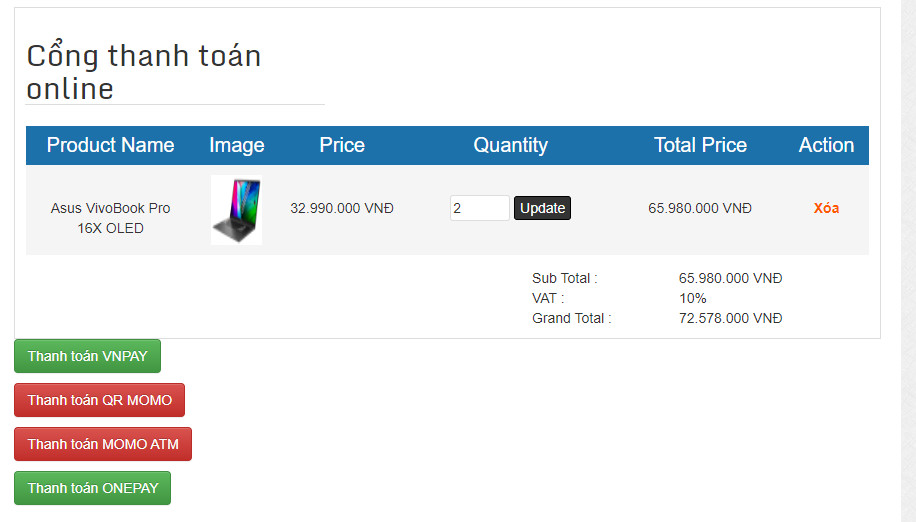 Cổng thanh toán
online
Product Name Image Price Quantity Total Price Action
Asus VivoBook Pro
16X OLED
32.990.000 VNĐ 2 Update 65.980.000 VNĐ Xóa
Sub Total : 65.980.000 VNĐ
VAT : 10%
Grand Total : 72.578.000 VNĐ
Thanh toán VNPAY
Thanh toán QR MOMO
Thanh toán MOMO ATM
Thanh toán ONEPAY